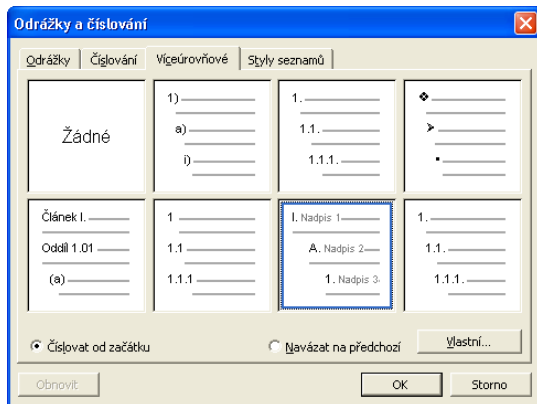 Odrážky a číslování
Odrážky Číslování Víceúrovňové Styly seznamů
Žádné
1)
a)
i)
1.
1.1.
1.1.1.
Článek I.
Oddíl 1.01
(a)
1
1.1
1.1.1
I. Nadpis 1
A. Nadpis 2
1. Nadpis 3
1.
1.1.
1.1.1.
Číslovat od začátku Navázat na předchozí Vlastní...
Obnovit OK Storno